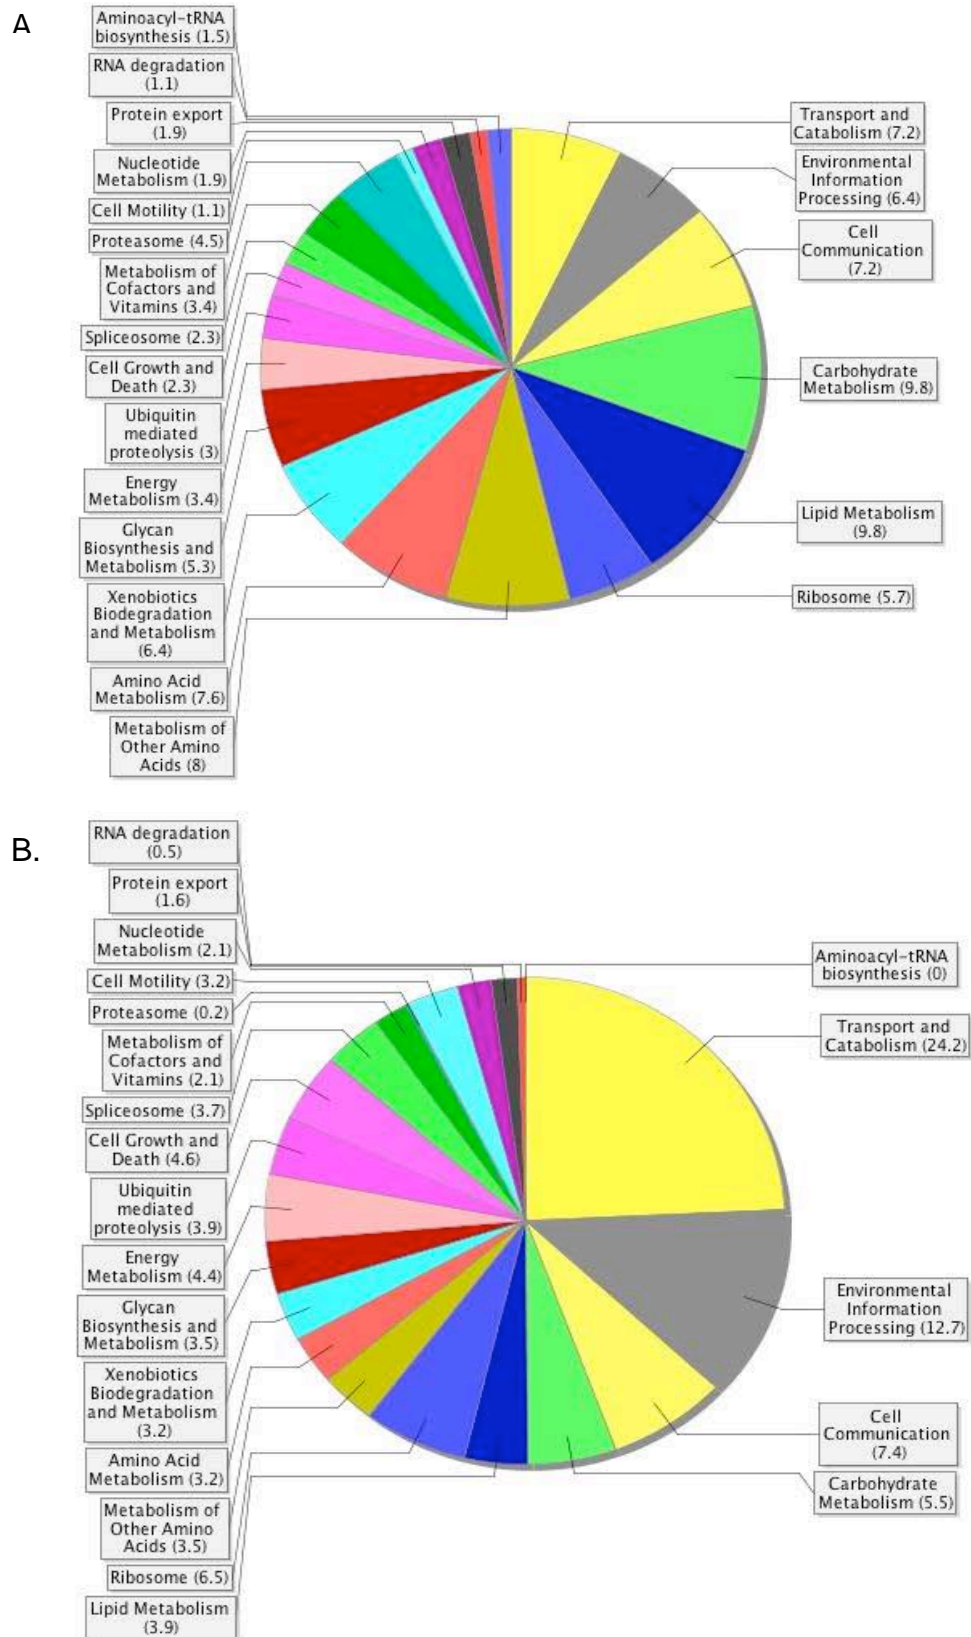 A
Aminoacyl-tRNA
biosynthesis (1.5)
RNA degradation
(1.1)
Protein export
(1.9)
Nucleotide
Metabolism (1.9)
Cell Motility (1.1)
Proteasome (4.5)
Metabolism of
Cofactors and
Vitamins (3.4)
Spliceosome (2.3)
Cell Growth and
Death (2.3)
Ubiquitin
mediated
proteolysis (3)
Energy
Metabolism (3.4)
Glycan
Biosynthesis and
Metabolism (5.3)
Xenobiotics
Biodegradation
and Metabolism
(6.4)
Amino Acid
Metabolism (7.6)
Metabolism of
Other Amino
Acids (8)
Transport and
Catabolism (7.2)
Environmental
Information
Processing (6.4)
Cell
Communication
(7.2)
Carbohydrate
Metabolism (9.8)
Lipid Metabolism
(9.8)
Ribosome (5.7)
B.
RNA degradation
(0.5)
Protein export
(1.6)
Nucleotide
Metabolism (2.1)
Cell Motility (3.2)
Proteasome (0.2)
Metabolism of
Cofactors and
Vitamins (2.1)
Spliceosome (3.7)
Cell Growth and
Death (4.6)
Ubiquitin
mediated
proteolysis (3.9)
Energy
Metabolism (4.4)
Glycan
Biosynthesis and
Metabolism (3.5)
Xenobiotics
Biodegradation
and Metabolism
(3.2)
Amino Acid
Metabolism (3.2)
Metabolism of
Other Amino
Acids (3.5)
Ribosome (6.5)
Lipid Metabolism
(3.9)
Aminoacyl-tRNA
biosynthesis (0)
Transport and
Catabolism (24.2)
Environmental
Information
Processing (12.7)
Cell
Communication
(7.4)
Carbohydrate
Metabolism (5.5)